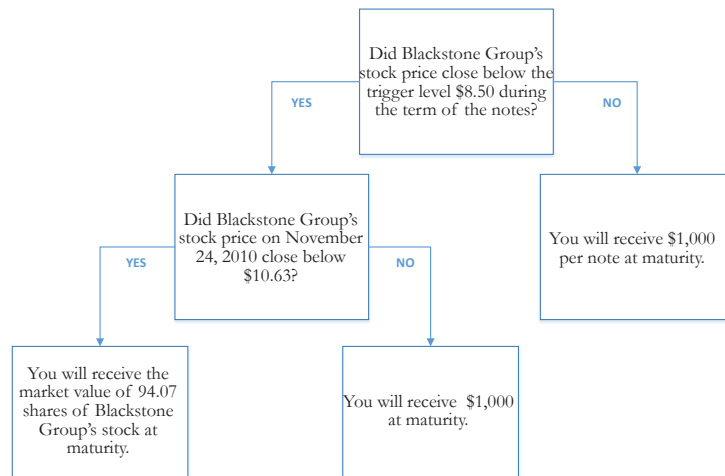 Did Blackstone Group's
stock price close below the
trigger level $8.50 during
the term of the notes?
YES
NO
Did Blackstone Group's
stock price on November
24, 2010 close below
$10.63?
You will receive $1,000
per note at maturity.
YES
NO
You will receive the
market value of 94.07
shares of Blackstone
Group's stock at
maturity.
You will receive $1,000
at maturity.